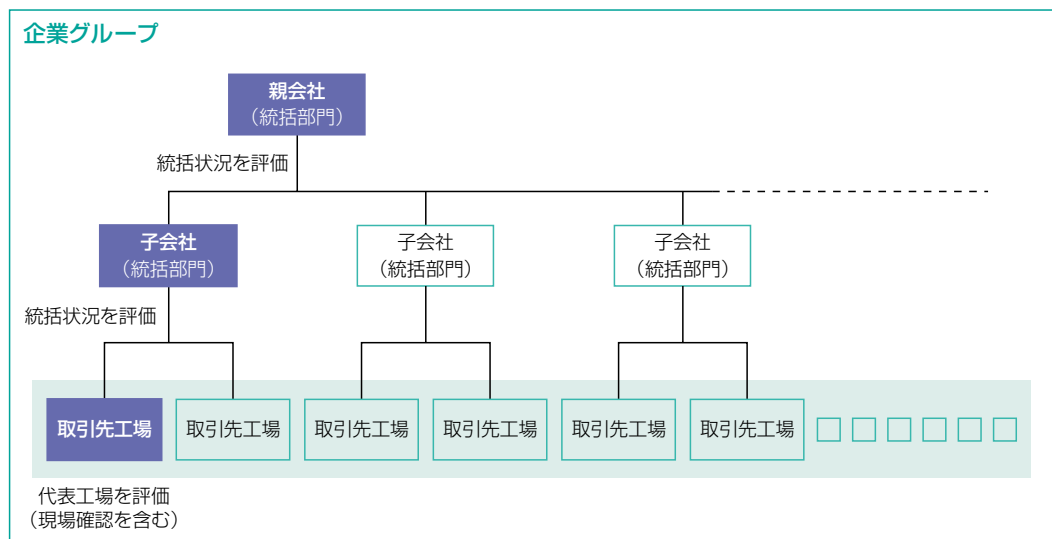 企業グループ
親会社
（統括部門）
統括状況を評価
子会社
（統括部門）
子会社
（統括部門）
子会社
（統括部門）
統括状況を評価
取引先工場
取引先工場
取引先工場
取引先工場
取引先工場
取引先工場
代表工場を評価
（現場確認を含む）